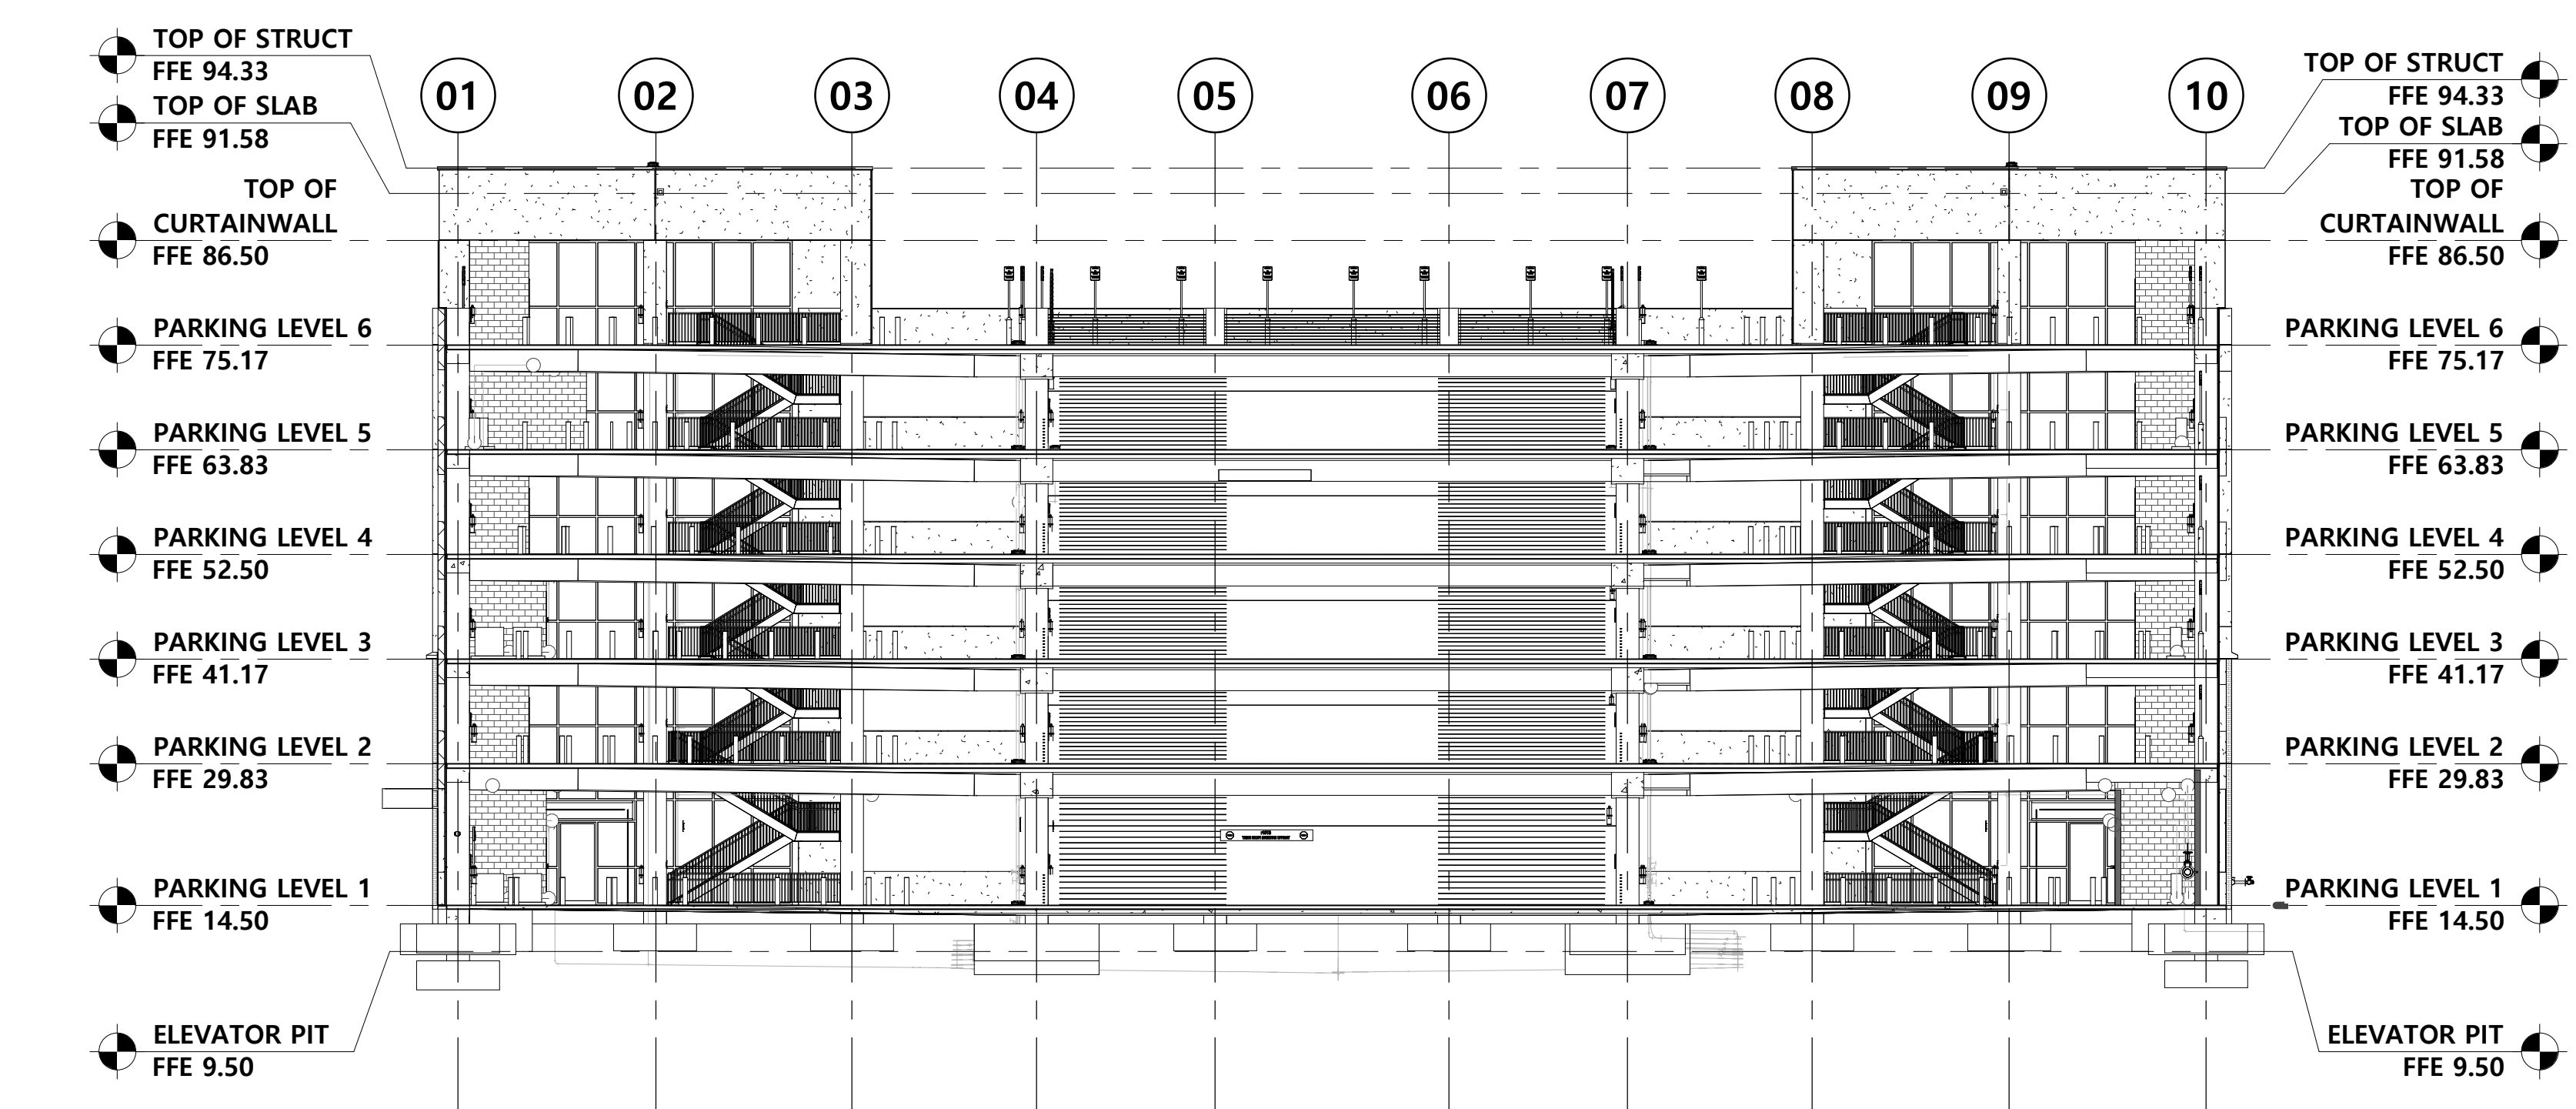 TOP OF STRUCT
FFE 94.33
TOP OF SLAB
FFE 91.58
TOP OF
CURTAINWALL
FFE 86.50
PARKING LEVEL 6
FFE 75.17
PARKING LEVEL 5
FFE 63.83
PARKING LEVEL 4
FFE 52.50
PARKING LEVEL 3
FFE 41.17
PARKING LEVEL 2
FFE 29.83
PARKING LEVEL 1
FFE 14.50
ELEVATOR PIT
FFE 9.50
01 02 03 04 05 06 07 08 09 10
TOP OF STRUCT
FFE 94.33
TOP OF SLAB
FFE 91.58
TOP OF
CURTAINWALL
FFE 86.50
PARKING LEVEL 6
FFE 75.17
PARKING LEVEL 5
FFE 63.83
PARKING LEVEL 4
FFE 52.50
PARKING LEVEL 3
FFE 41.17
PARKING LEVEL 2
FFE 29.83
PARKING LEVEL 1
FFE 14.50
ELEVATOR PIT
FFE 9.50